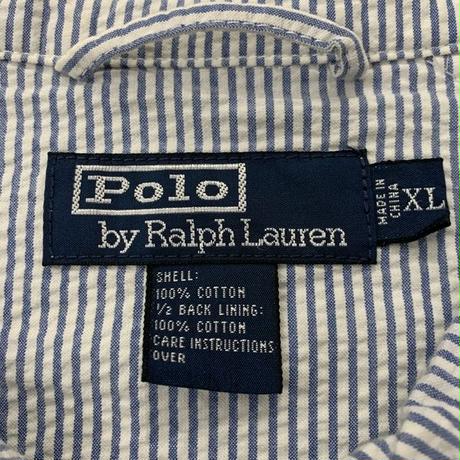 Polo
by Ralph Lauren
MADE IN
CHINA
XL
SHELL:
100% COTTON
1/2 BACK LINING:
100% COTTON
CARE INSTRUCTIONS
OVER